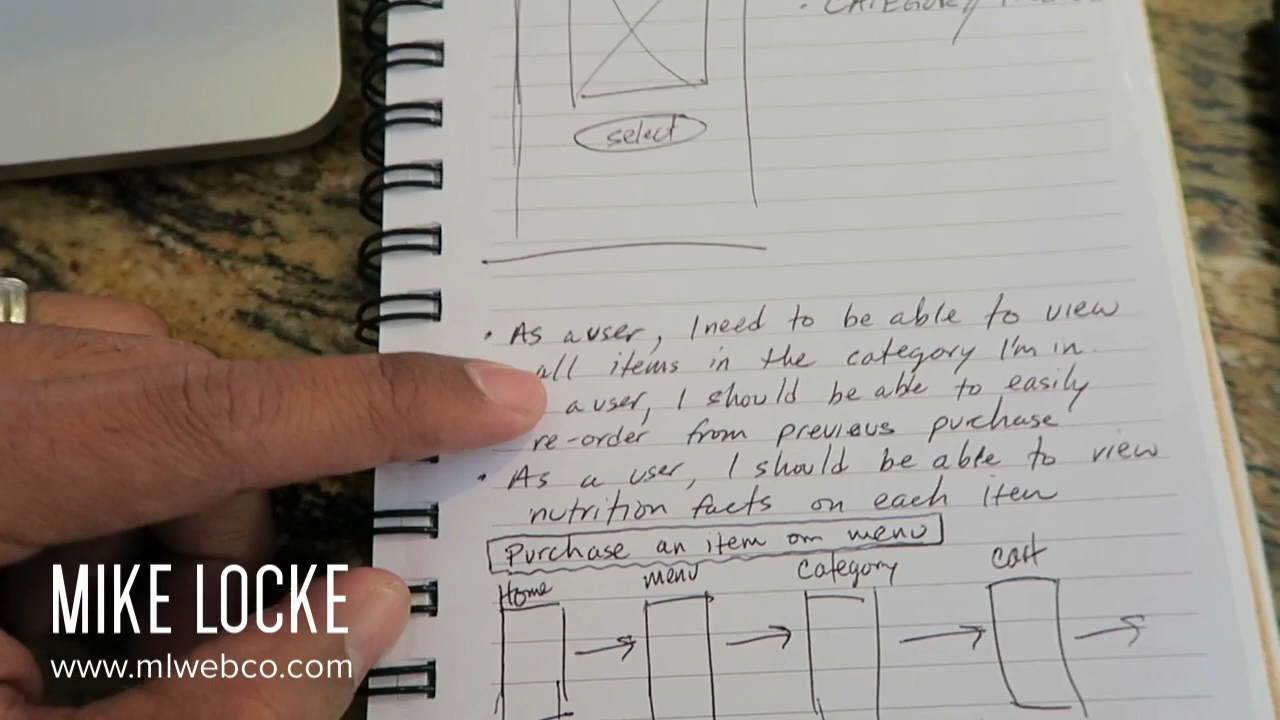 • CATEGORY
select
• As a user, I need to be able to view
all items in the category I'm in
a user, I should be able to easily
re-order from previous purchase
• As a user, I should be able to view
nutrition facts on each item
Purchase an item on menu
Home menu category cart
MIKE LOCKE
www.mlwebco.com